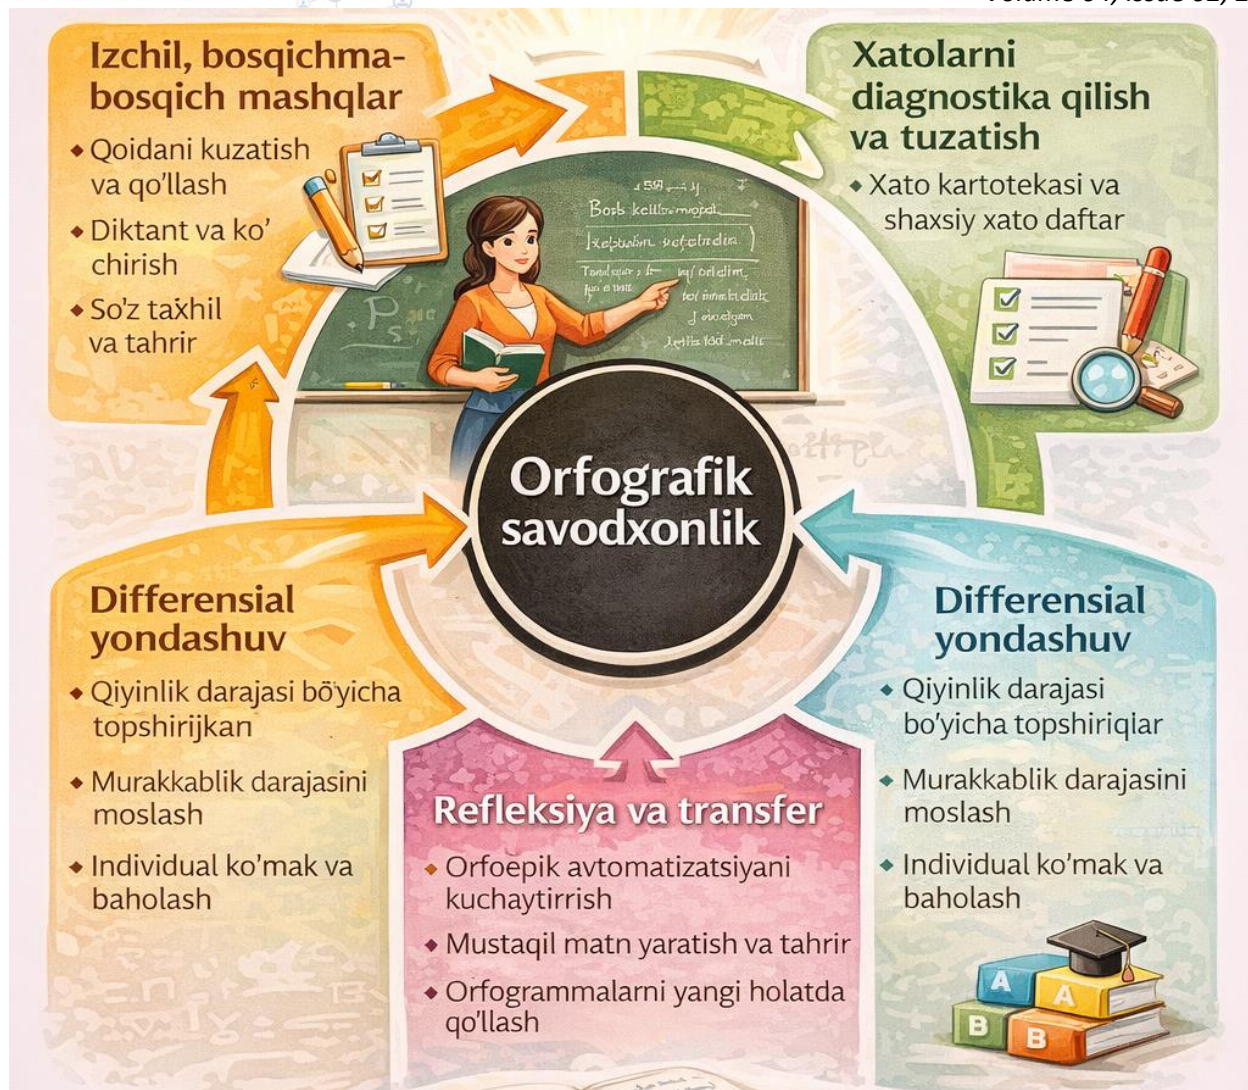 Izchil, bosqichma-
bosqich mashqlar
Qoidani kuzatish
va qo'llash
Diktant va ko'
chirish
So'z taxhil
va tahrir
Xatolarni
diagnostika qilish
va tuzatish
Xato kartotekasi va
shaxsiy xato daftar
Orfografik
savodxonlik
Differensial
yondashuv
Qiyinlik darajasi bö'yicha
topshirijkan
Murakkablik darajasini
moslash
Individual ko'mak va
baholash
Refleksiya va transfer
Orfoepik avtomatizatsiyani
kuchaytirrish
Mustaqil matn yaratish va tahrir
Orfogrammalarni yangi holatda
qo'llash
Differensial
yondashuv
Qiyinlik darajasi
bo'yicha topshiriqlar
Murakkablik darajasini
moslash
Individual ko'mak va
baholash
A
A
B
B